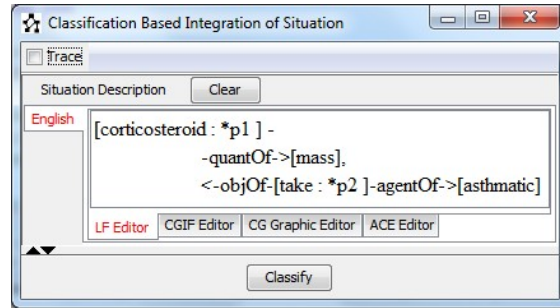 Classification Based Integration of Situation
Trace
Situation Description Clear
English
[corticosteroid : *p1 ] -
-quantOf->[mass],
<-objOf-[take : *p2 ]-agentOf->[asthmatic]
LF Editor CGIF Editor CG Graphic Editor ACE Editor
Classify